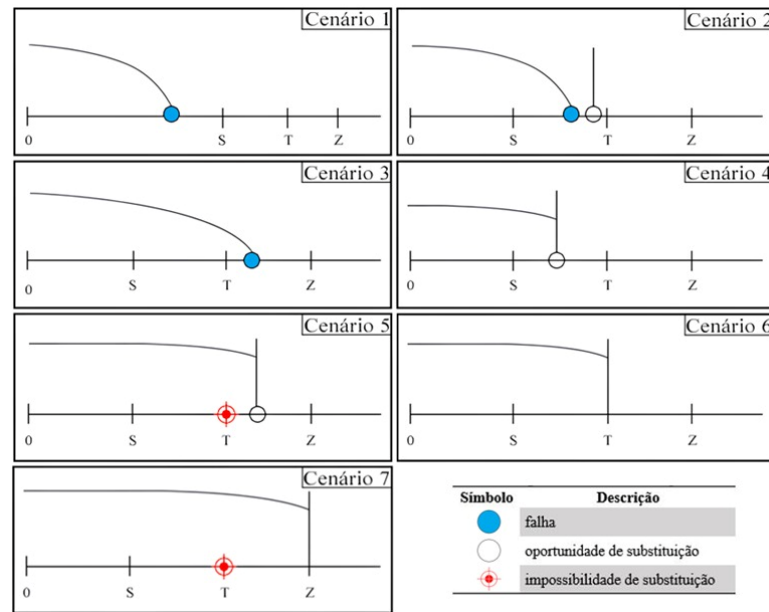 Cenário 1
0 S T Z
Cenário 2
0 S T Z
Cenário 3
0 S T Z
Cenário 4
0 S T Z
Cenário 5
0 S T Z
Cenário 6
0 S T Z
Cenário 7
0 S T Z
Símbolo Descrição
falha
oportunidade de substituição
impossibilidade de substituição